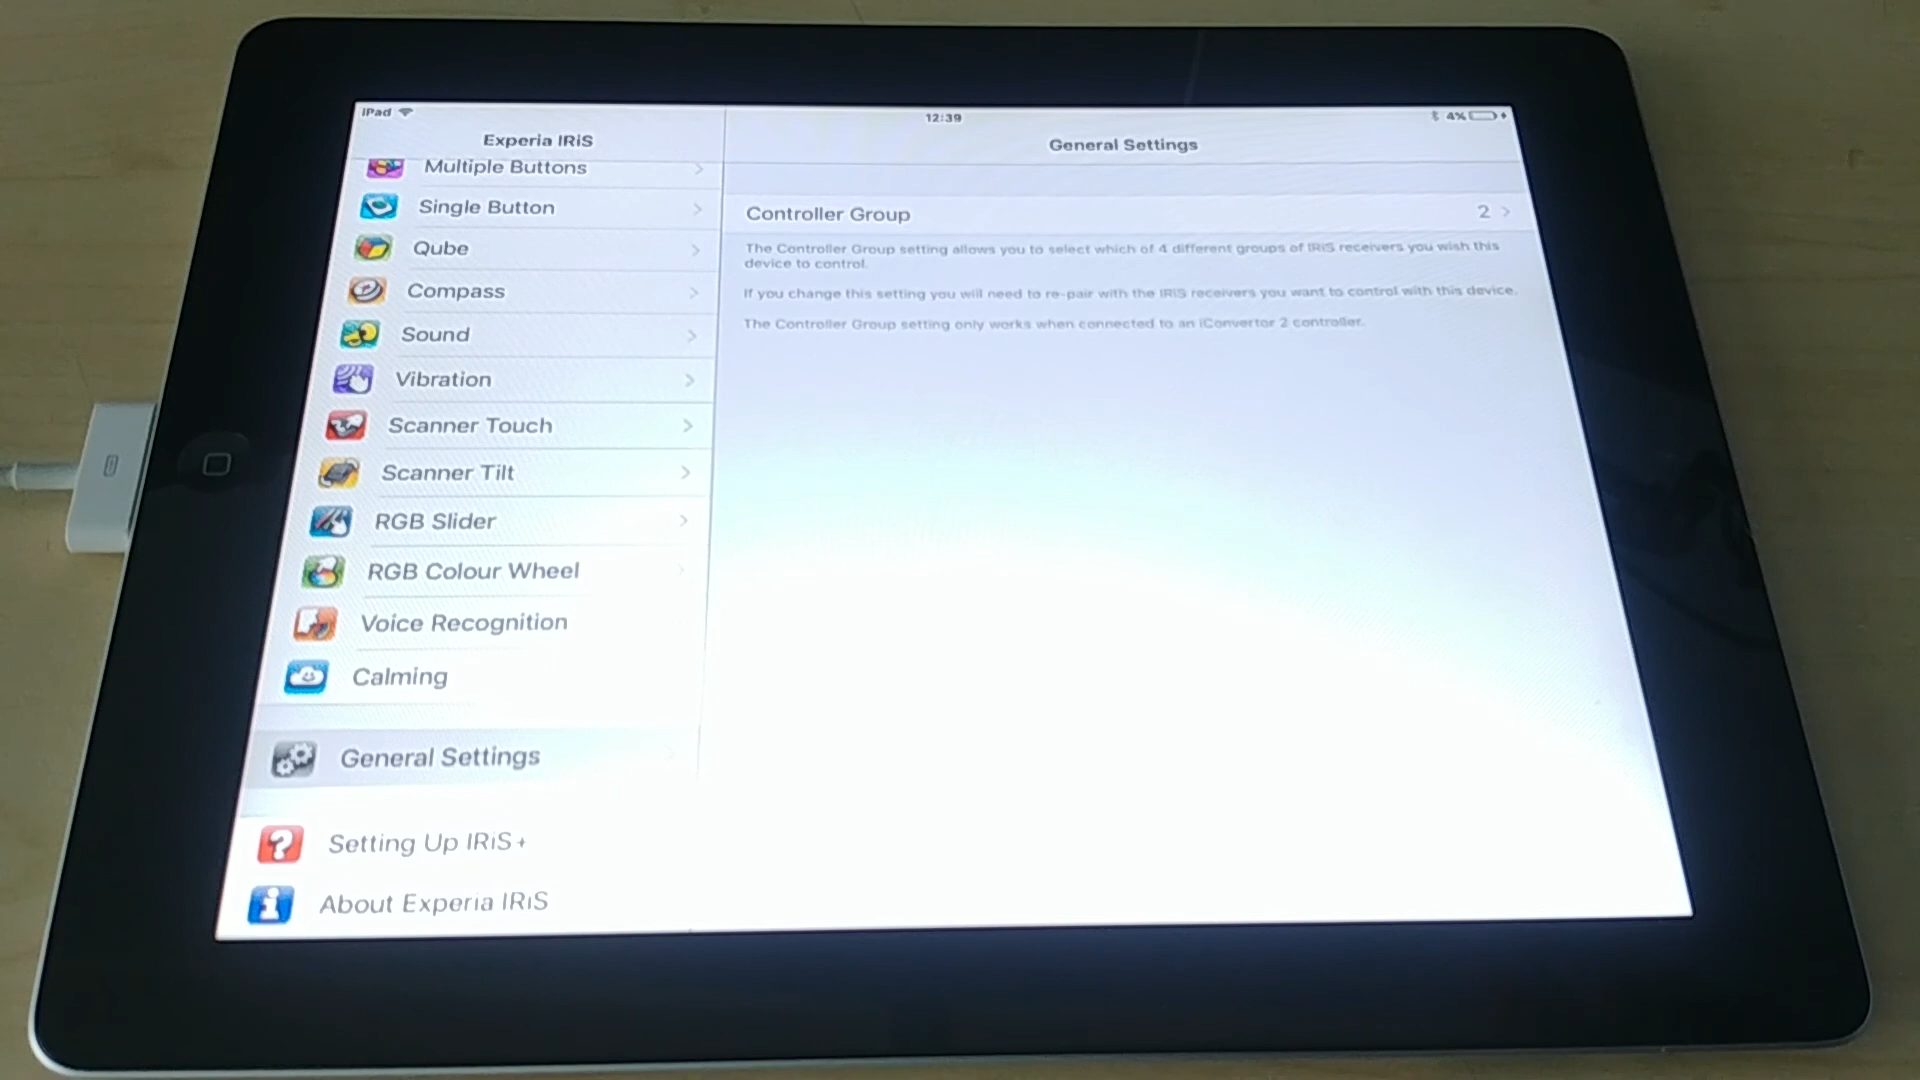 iPad
12:39
4%
Experia IRiS
General Settings
Multiple Buttons
Single Button
Qube
Compass
Sound
Vibration
Scanner Touch
Scanner Tilt
RGB Slider
RGB Colour Wheel
Voice Recognition
Calming
General Settings
Setting Up IRiS+
About Experia IRiS
Controller Group
2
The Controller Group setting allows you to select which of 4 different groups of IRiS receivers you wish this
device to control.
If you change this setting you will need to re-pair with the IRiS receivers you want to control with this device.
The Controller Group setting only works when connected to an iConvertor 2 controller.